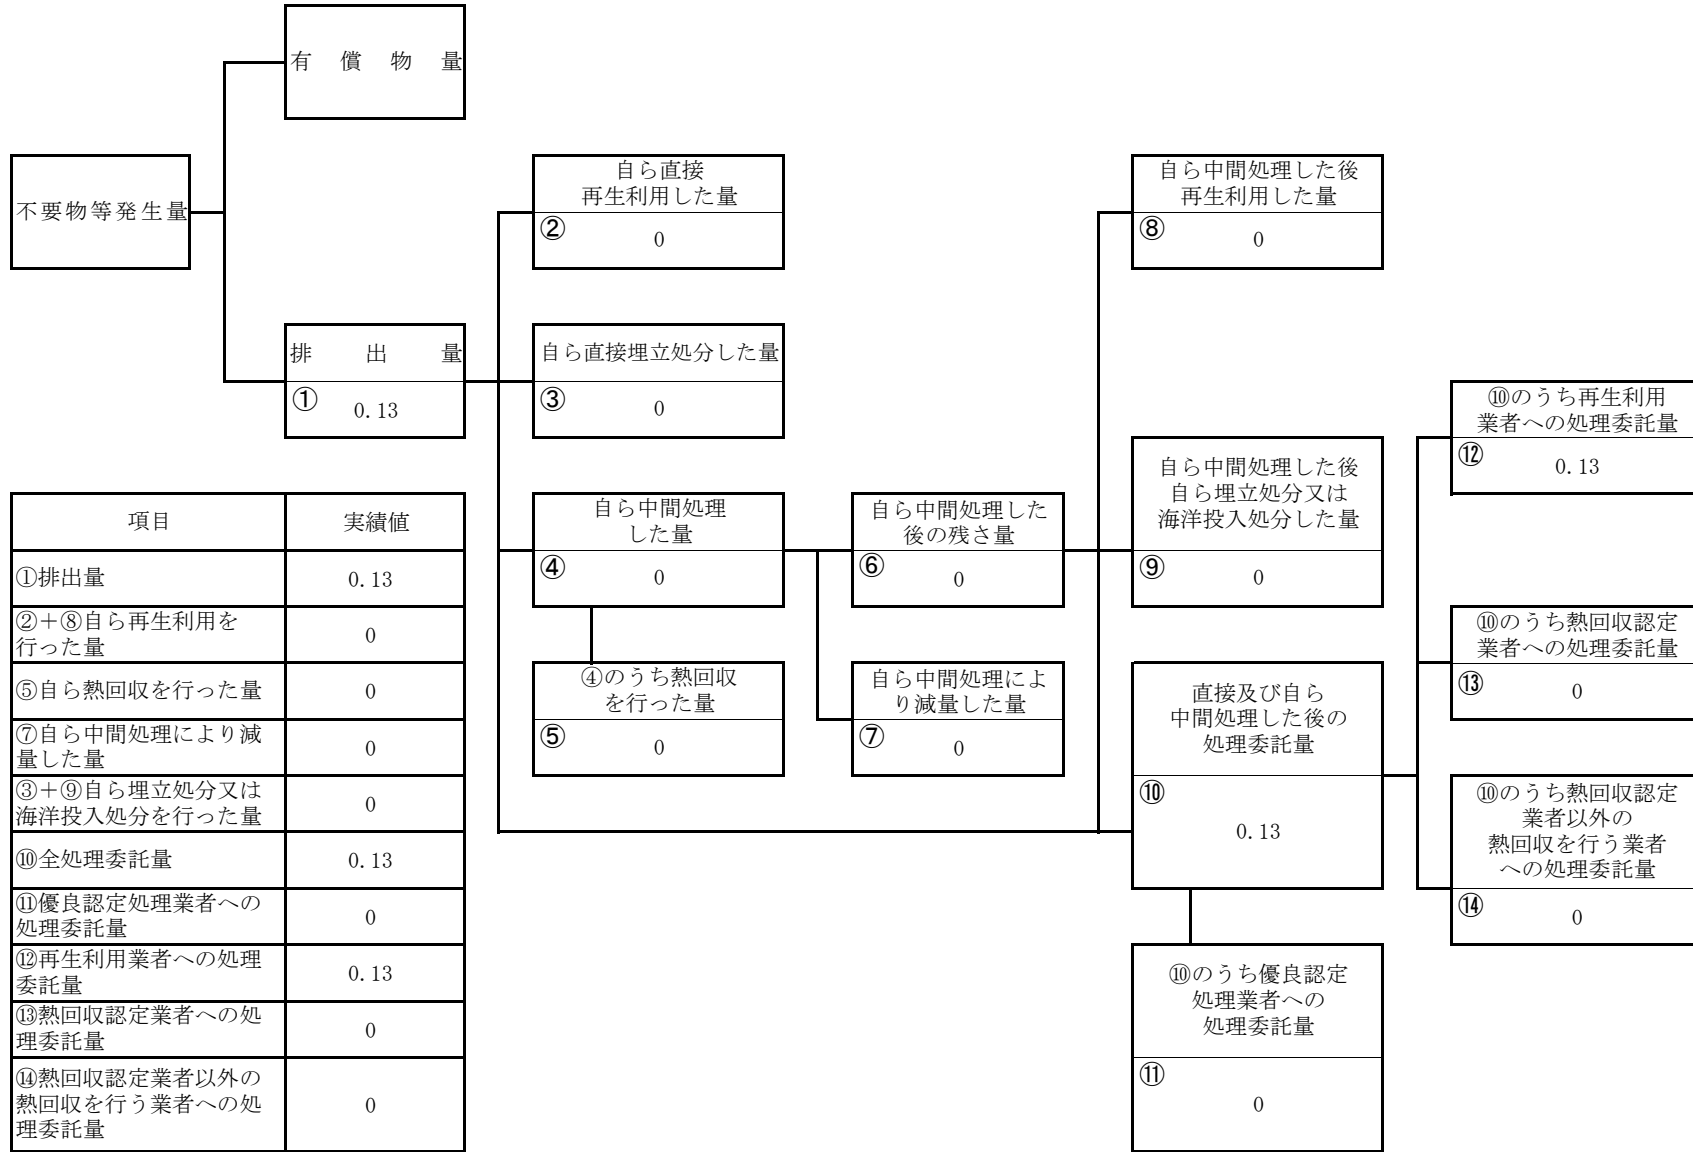 有償物量
不要物等発生量
排出量
① 0.13
自ら直接
再生利用した量
② 0
自ら直接埋立処分した量
③ 0
自ら中間処理
した量
④ 0
④のうち熱回収
を行った量
⑤ 0
自ら中間処理した
後の残さ量
⑥ 0
自ら中間処理によ
り減量した量
⑦ 0
自ら中間処理した後
再生利用した量
⑧ 0
自ら中間処理した後
自ら埋立処分又は
海洋投入処分した量
⑨ 0
直接及び自ら
中間処理した後の
処理委託量
⑩
0.13
⑩のうち優良認定
処理業者への
処理委託量
⑪
0
⑩のうち再生利用
業者への処理委託量
⑫ 0.13
⑩のうち熱回収認定
業者への処理委託量
⑬ 0
⑩のうち熱回収認定
業者以外の
熱回収を行う業者
への処理委託量
⑭ 0
項目 実績値
①排出量 0.13
②＋⑧自ら再生利用を
行った量 0
⑤自ら熱回収を行った量 0
⑦自ら中間処理により減
量した量 0
③＋⑨自ら埋立処分又は
海洋投入処分を行った量 0
⑩全処理委託量 0.13
⑪優良認定処理業者への
処理委託量 0
⑫再生利用業者への処理
委託量 0.13
⑬熱回収認定業者への処
理委託量 0
⑭熱回収認定業者以外の
熱回収を行う業者への処
理委託量 0